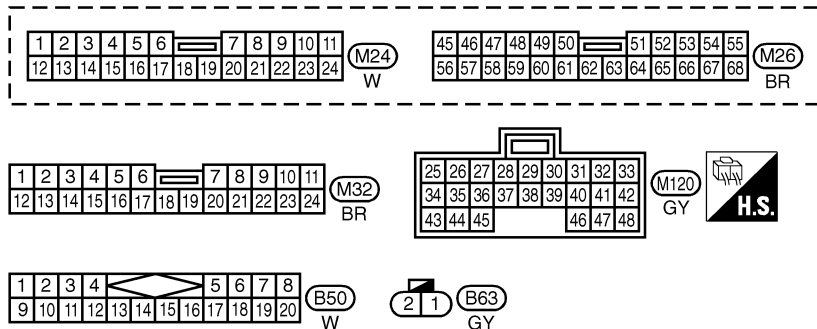 1 2 3 4 5 6 7 8 9 10 11
12 13 14 15 16 17 18 19 20 21 22 23 24
M24
W
45 46 47 48 49 50 51 52 53 54 55
56 57 58 59 60 61 62 63 64 65 66 67 68
M26
BR
1 2 3 4 5 6 7 8 9 10 11
12 13 14 15 16 17 18 19 20 21 22 23 24
M32
BR
25 26 27 28 29 30 31 32 33
34 35 36 37 38 39 40 41 42
43 44 45 46 47 48
M120
GY
H.S.
1 2 3 4 5 6 7 8
9 10 11 12 13 14 15 16 17 18 19 20
B50
W
2 1
B63
GY